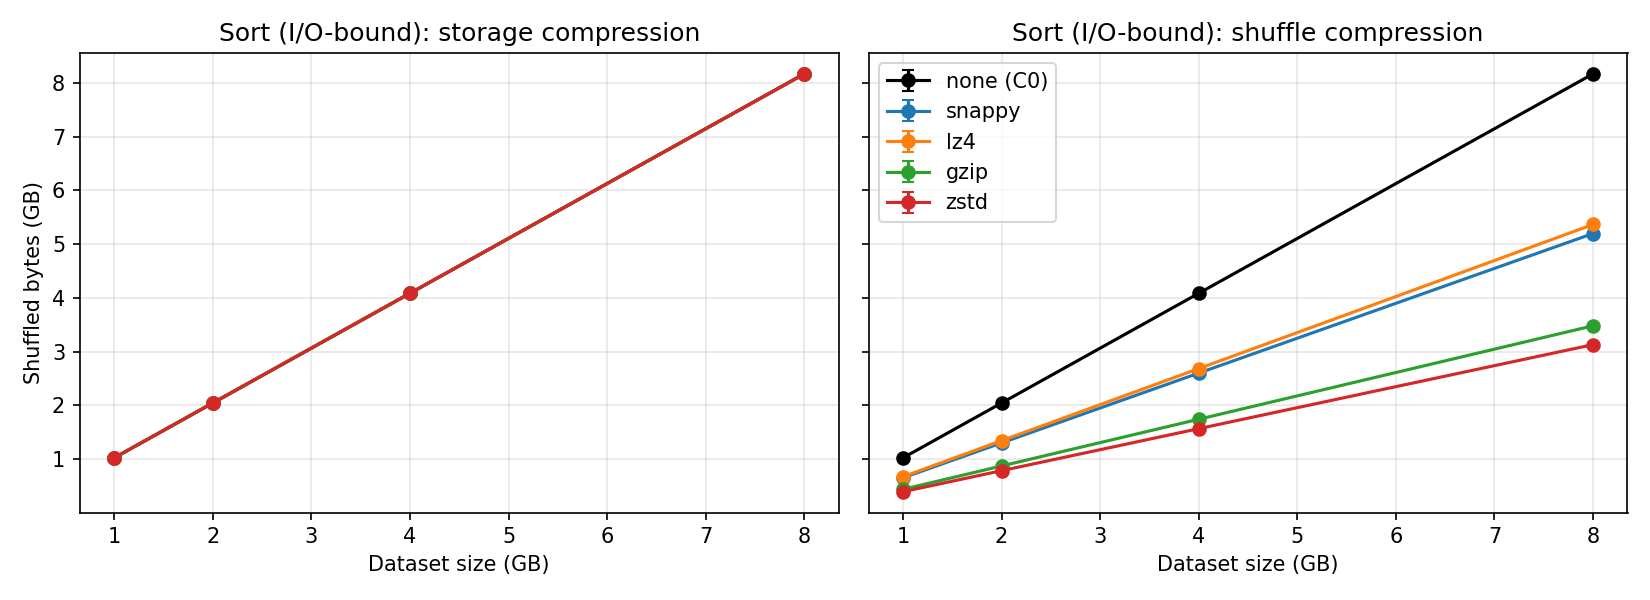 Sort (I/O-bound): storage compression
Shuffled bytes (GB)
8
7
6
5
4
3
2
1
1 2 3 4 5 6 7 8
Dataset size (GB)
Sort (I/O-bound): shuffle compression
none (C0)
snappy
lz4
gzip
zstd
1 2 3 4 5 6 7 8
Dataset size (GB)